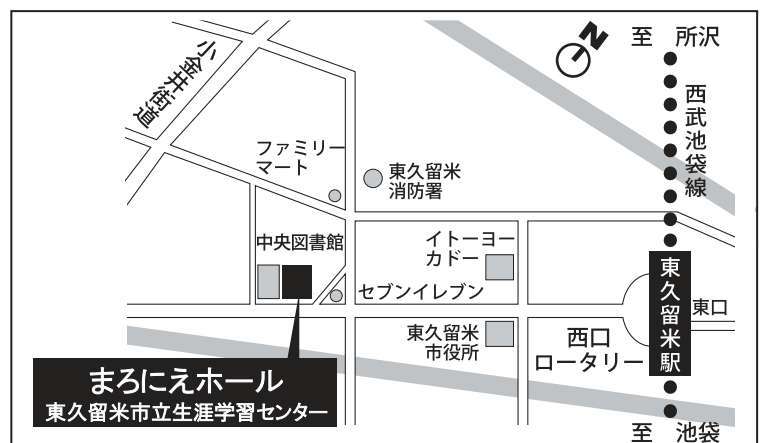 N
至 所沢
小金井街道
西武池袋線
ファミリー
マート
東久留米
消防署
中央図書館
イトーヨー
カドー
セブンイレブン
東久留米駅
東口
東久留米
市役所
西口
ロータリー
まろにえホール
東久留米市立生涯学習センター
至 池袋